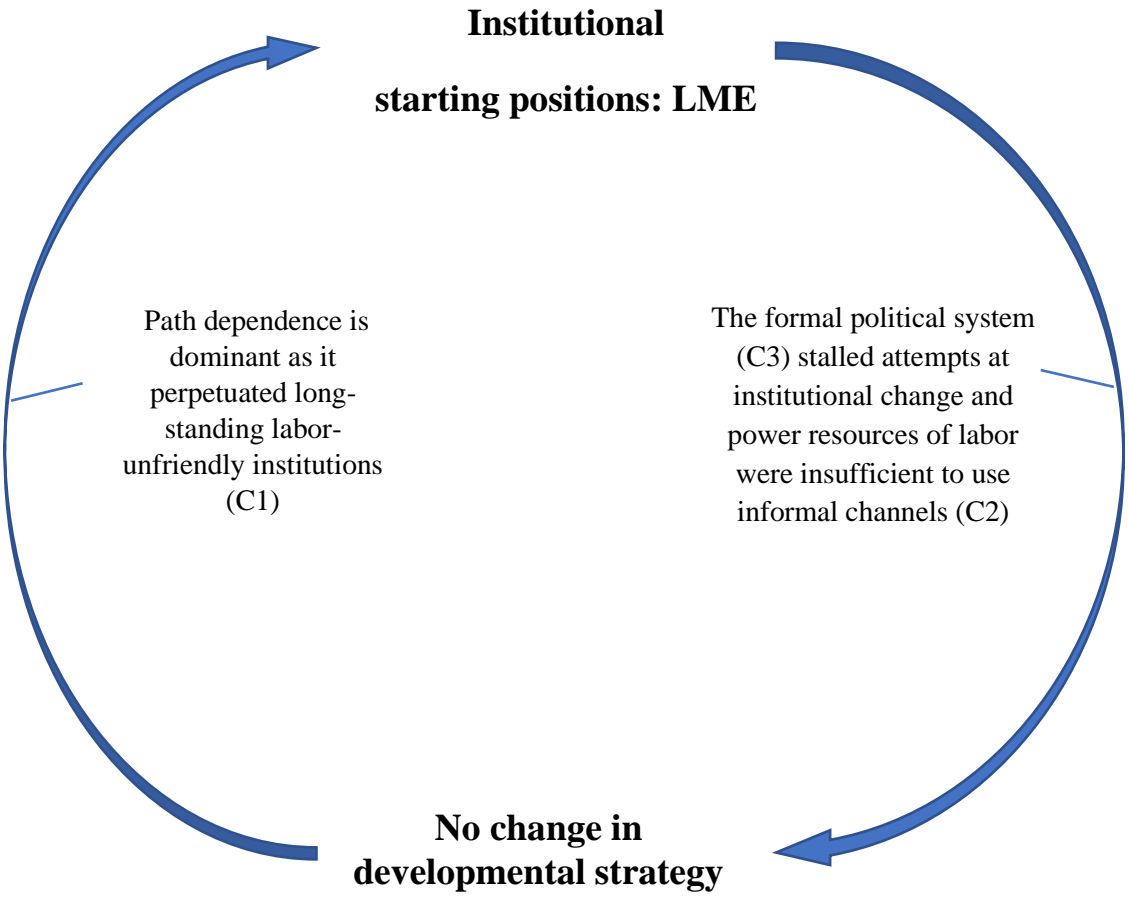 Institutional
starting positions: LME
Path dependence is
dominant as it
perpetuated long-
standing labor-
unfriendly institutions
(C1)
The formal political system
(C3) stalled attempts at
institutional change and
power resources of labor
were insufficient to use
informal channels (C2)
No change in
developmental strategy